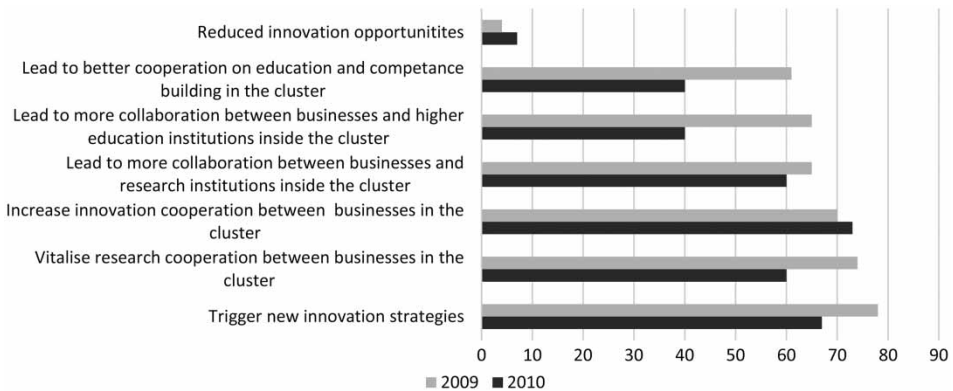 Reduced innovation opportunitites
Lead to better cooperation on education and competance
building in the cluster
Lead to more collaboration between businesses and higher
education institutions inside the cluster
Lead to more collaboration between businesses and
research institutions inside the cluster
Increase innovation cooperation between businesses in the
cluster
Vitalise research cooperation between businesses in the
cluster
Trigger new innovation strategies
0 10 20 30 40 50 60 70 80 90
2009 2010